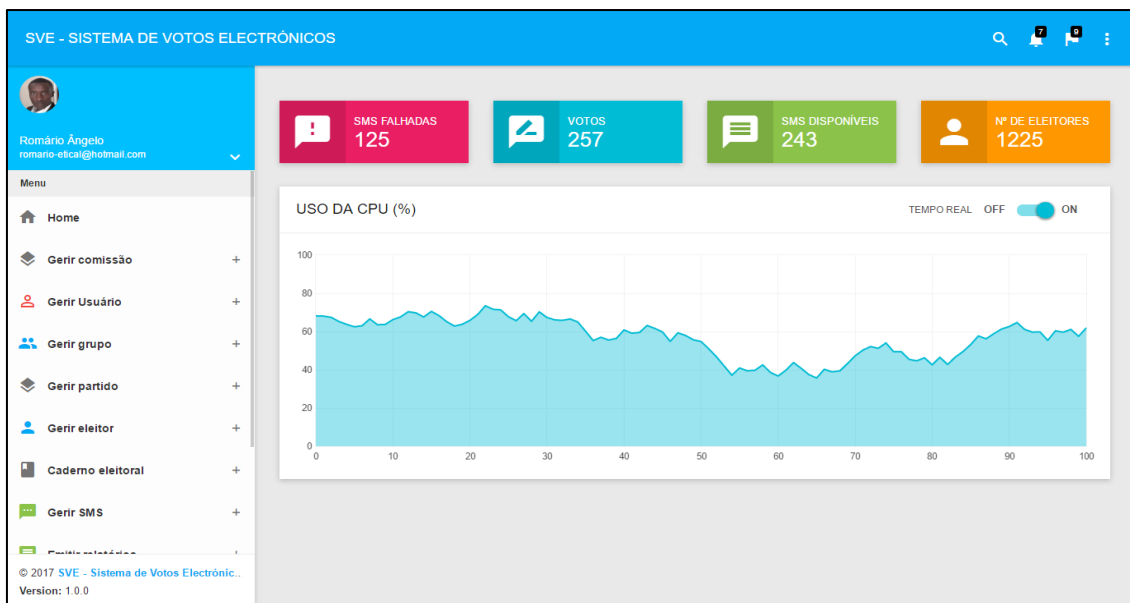 SVE - SISTEMA DE VOTOS ELECTRÓNICOS
7
9
Romário Ângelo
romario-etical@hotmail.com
Menu
Home
Gerir comissão +
Gerir Usuário +
Gerir grupo +
Gerir partido +
Gerir eleitor +
Caderno eleitoral +
Gerir SMS +
Emitir relatórios
© 2017 SVE - Sistema de Votos Electrónic..
Version: 1.0.0
SMS FALHADAS
125
VOTOS
257
SMS DISPONÍVEIS
243
Nº DE ELEITORES
1225
USO DA CPU (%)
TEMPO REAL OFF ON
100
80
60
40
20
0
0 10 20 30 40 50 60 70 80 90 100